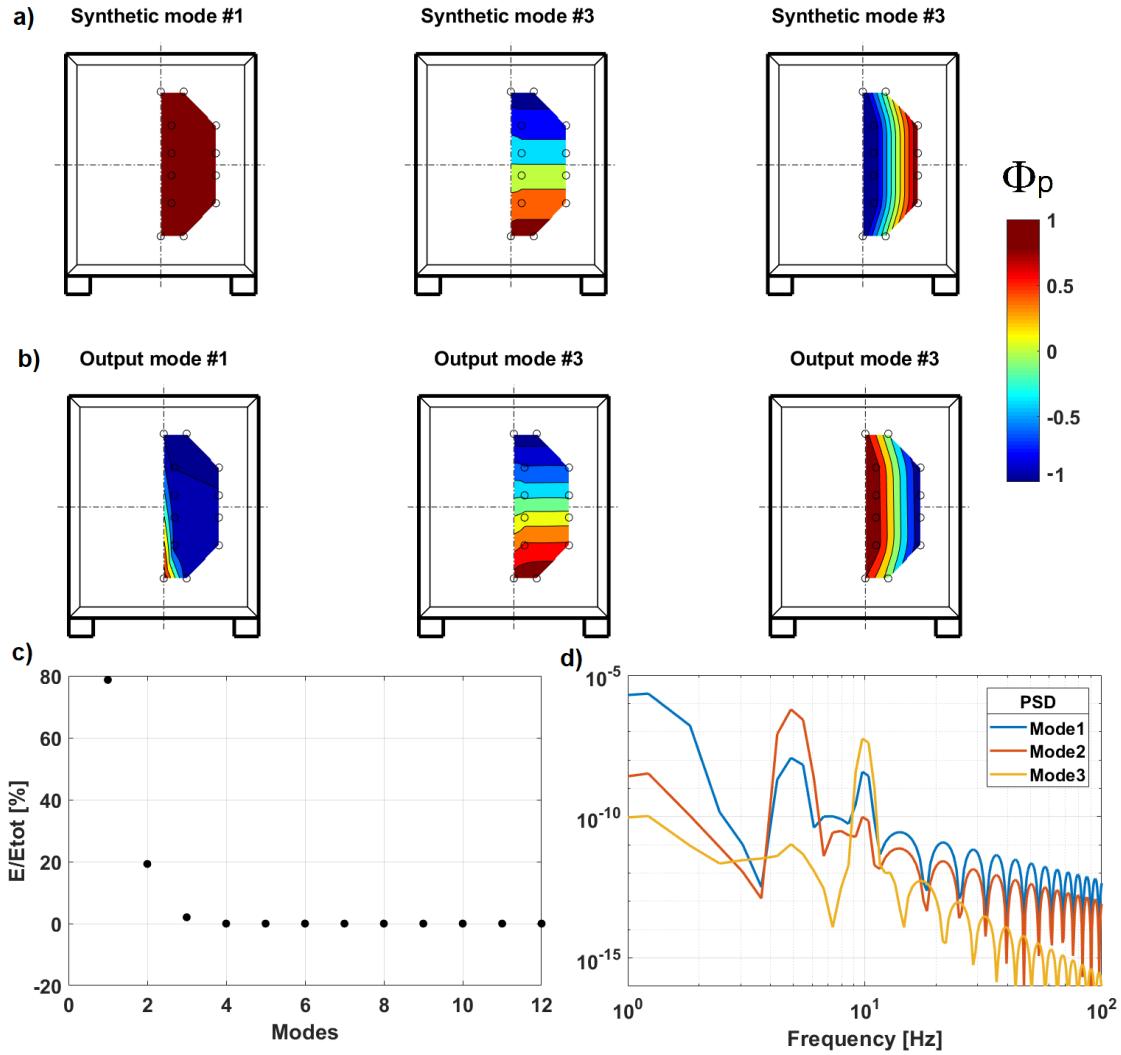 a)
Synthetic mode #1
Synthetic mode #3
Synthetic mode #3
Φp
1
0.5
0
-0.5
-1
b)
Output mode #1
Output mode #3
Output mode #3
c)
80
60
40
20
0
-20
0
2
4
6
8
10
12
E/Etot [%]
Modes
d)
10^-5
10^-10
10^-15
10^0
10^1
10^2
Frequency [Hz]
PSD
Mode1
Mode2
Mode3